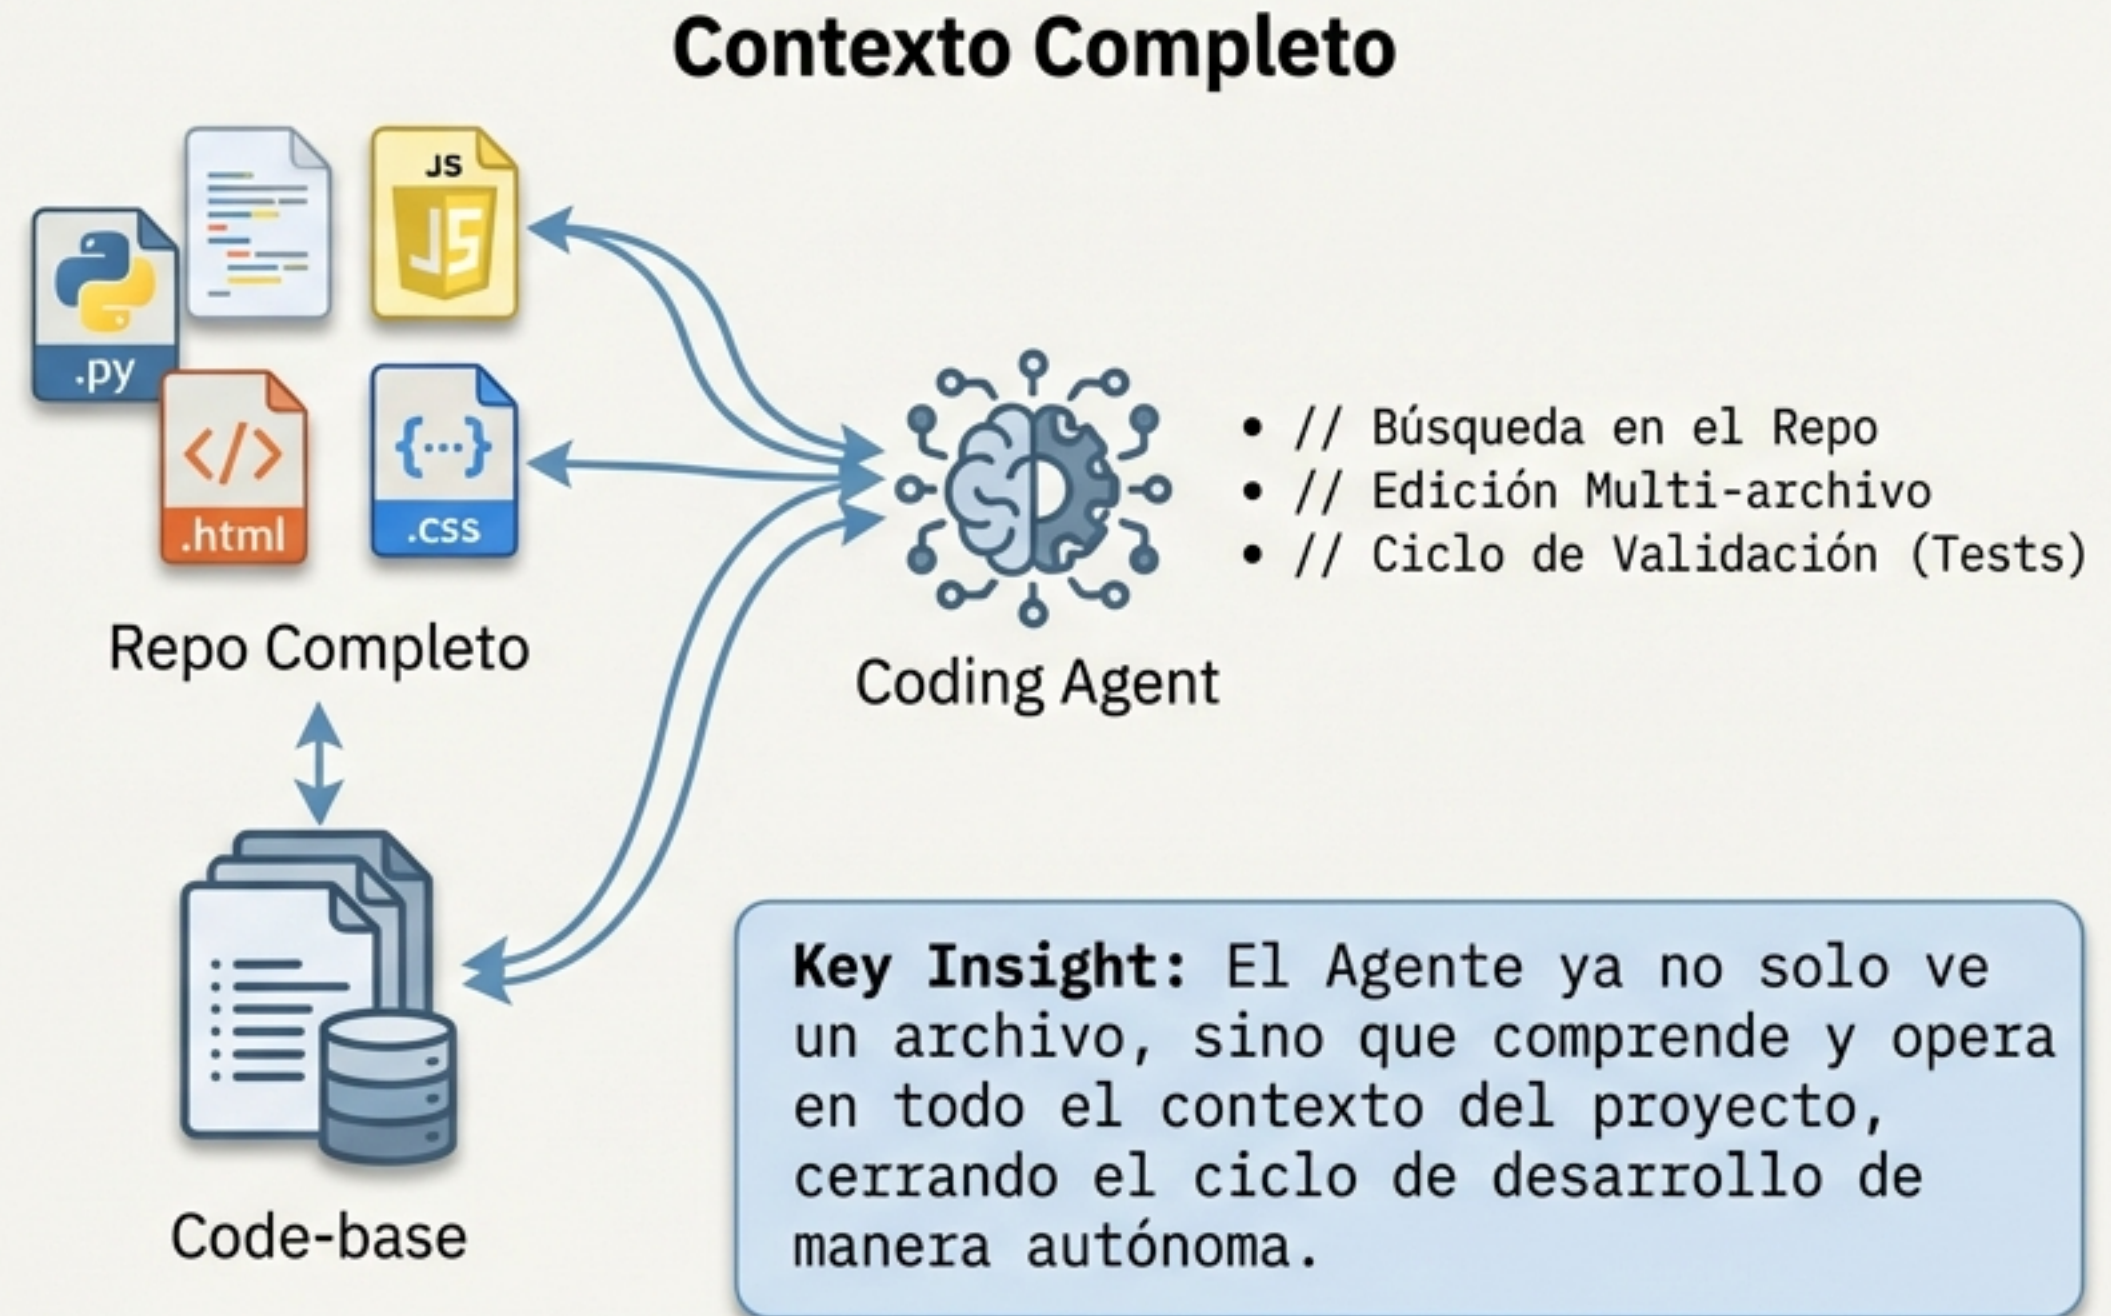 Contexto Completo
JS
JS
.py
.html
.css
Repo Completo
Coding Agent
• // Búsqueda en el Repo
• // Edición Multi-archivo
• // Ciclo de Validación (Tests)
Code-base
Key Insight: El Agente ya no solo ve
un archivo, sino que comprende y opera
en todo el contexto del proyecto,
cerrando el ciclo de desarrollo de
manera autónoma.